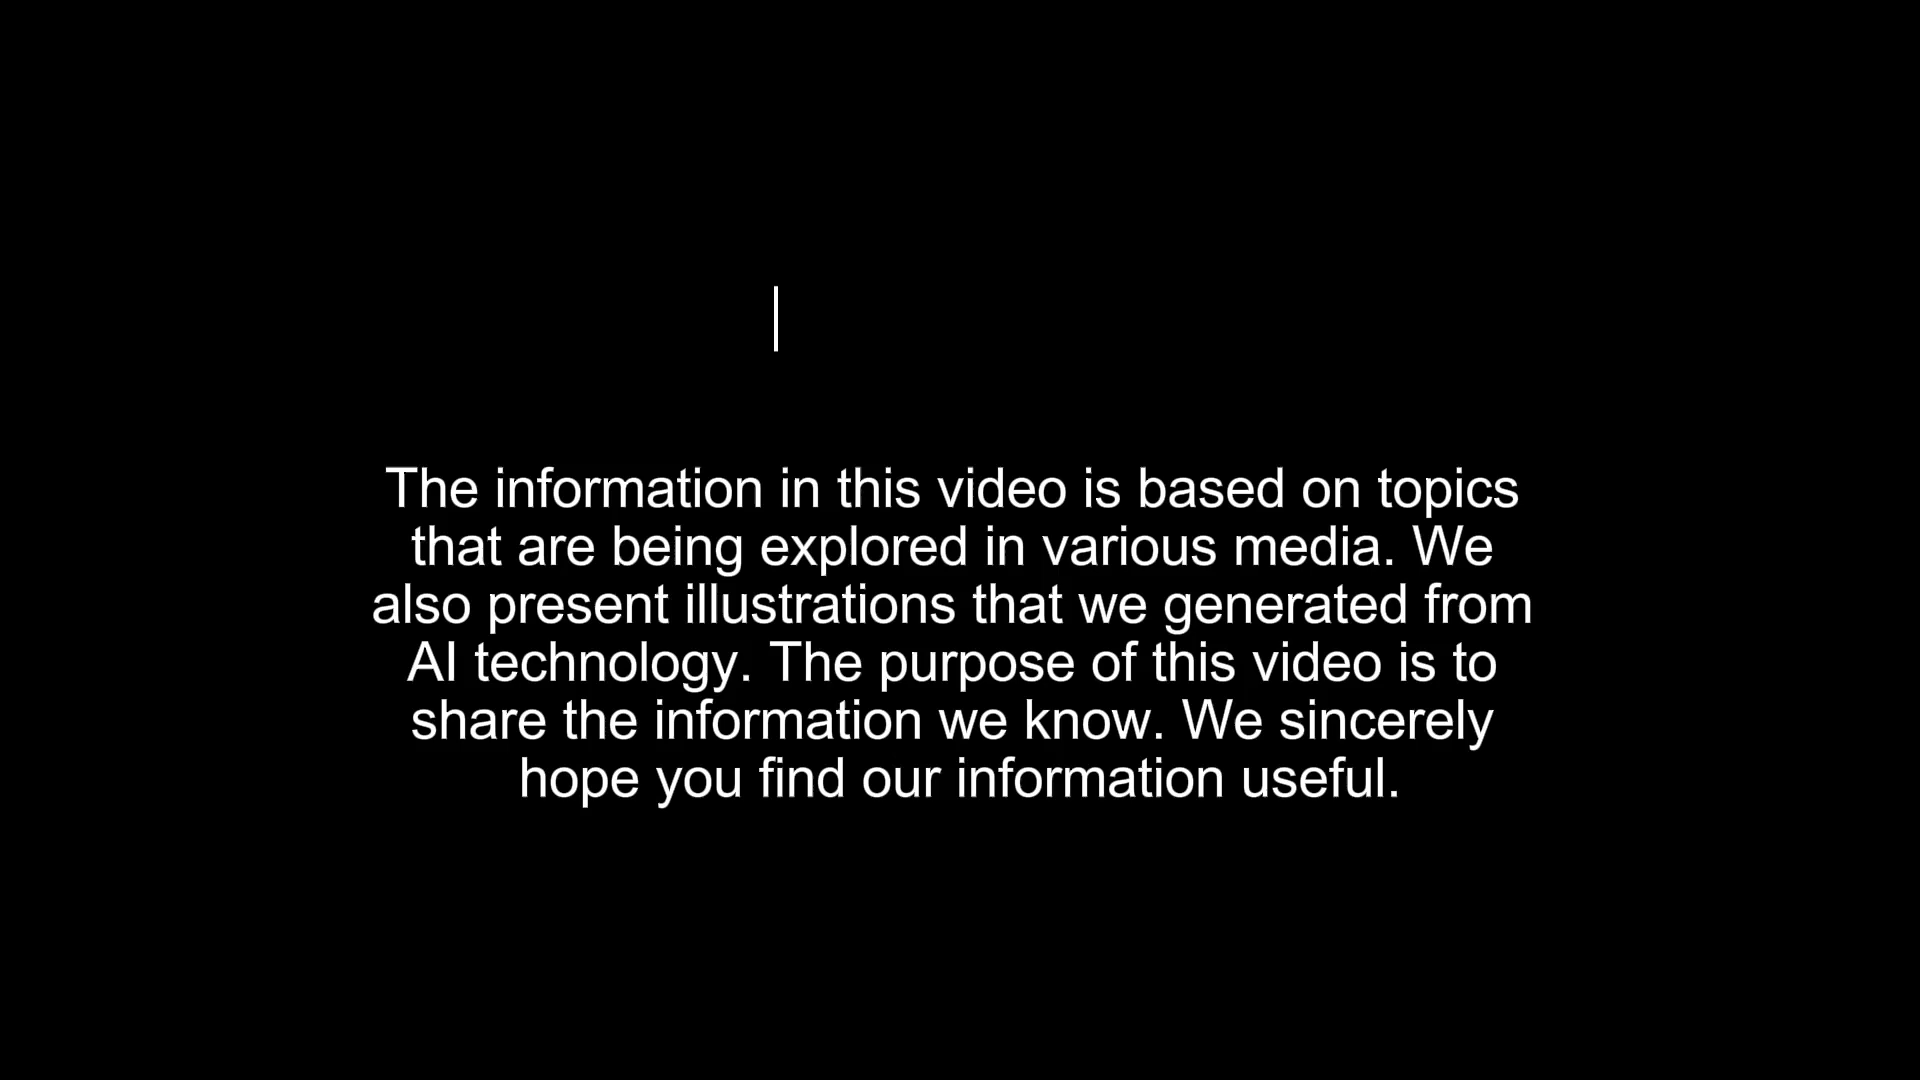 The information in this video is based on topics
that are being explored in various media. We
also present illustrations that we generated from
AI technology. The purpose of this video is to
share the information we know. We sincerely
hope you find our information useful.